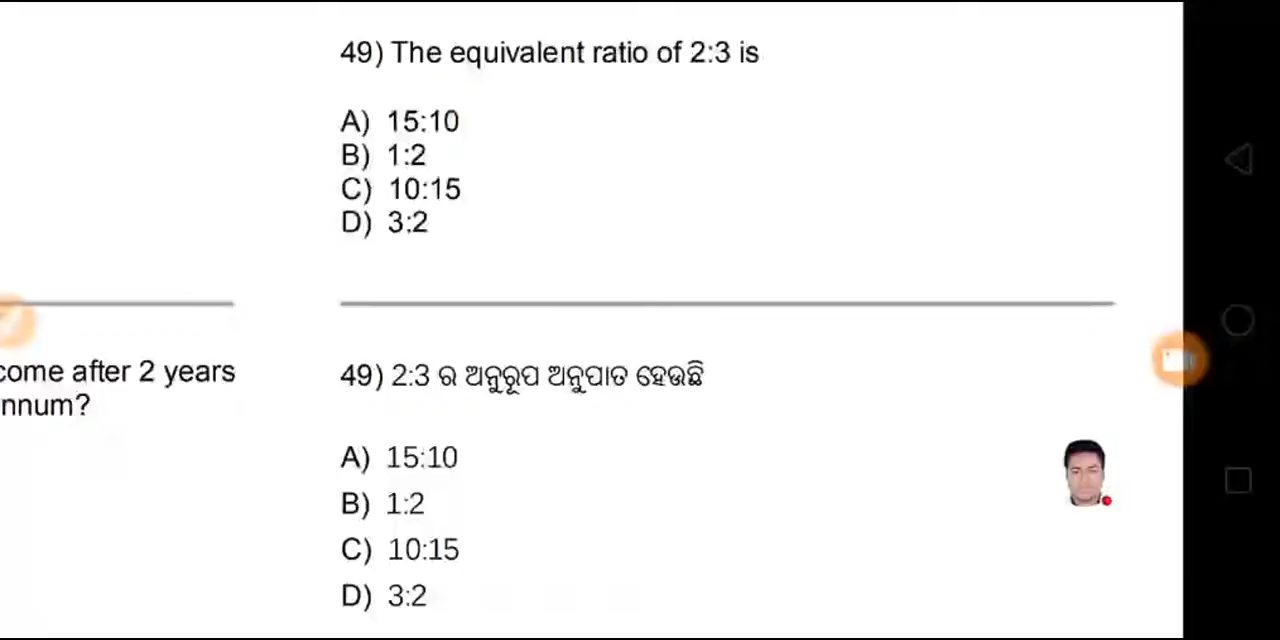 49) The equivalent ratio of 2:3 is
A) 15:10
B) 1:2
C) 10:15
D) 3:2
come after 2 years
nnum?
49) 2:3 ର ଅନୁରୂପ ଅନୁପାତ ହେଉଛି
A) 15:10
B) 1:2
C) 10:15
D) 3:2